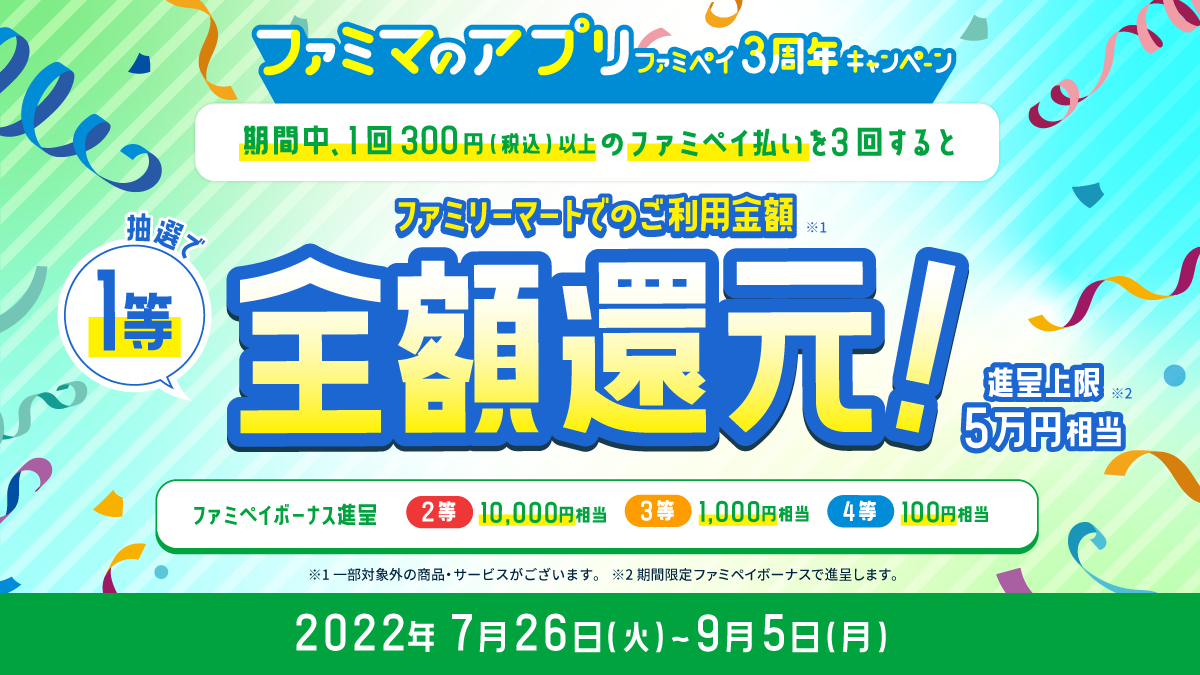 ファミマのアプリ ファミペイ3周年キャンペーン
期間中、1回300円(税込)以上のファミペイ払いを3回すると
ファミリーマートでのご利用金額 ※1
抽選で
1等
全額還元!
進呈上限 ※2
5万円相当
ファミペイボーナス進呈 2等 10,000円相当 3等 1,000円相当 4等 100円相当
※1 一部対象外の商品・サービスがございます。 ※2 期間限定ファミペイボーナスで進呈します。
2022年 7月26日(火)~9月5日(月)